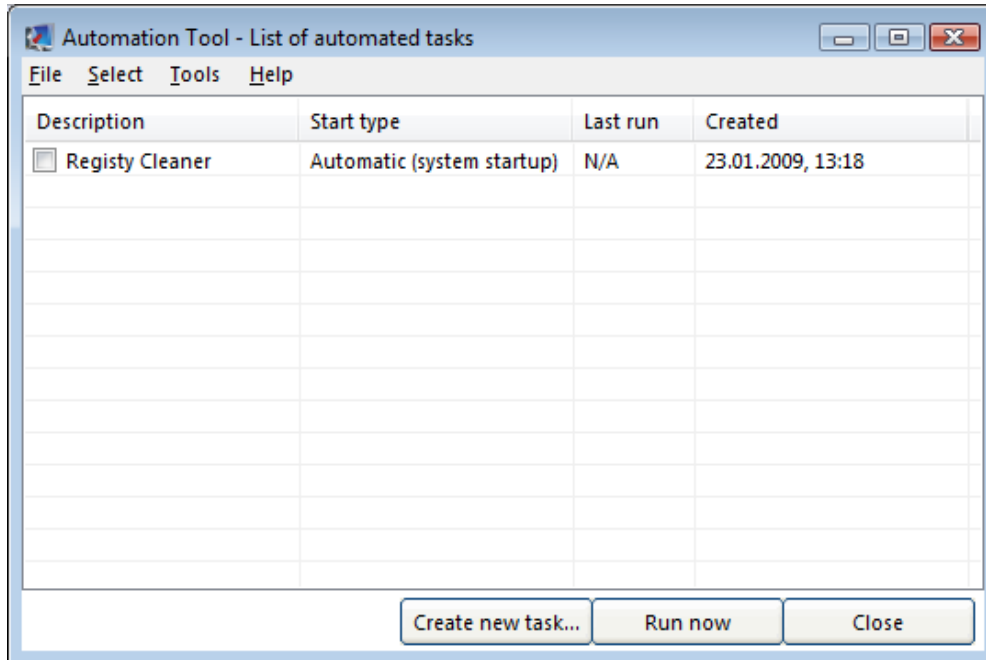 Automation Tool - List of automated tasks
File Select Tools Help
Description Start type Last run Created
Registy Cleaner Automatic (system startup) N/A 23.01.2009, 13:18
Create new task... Run now Close